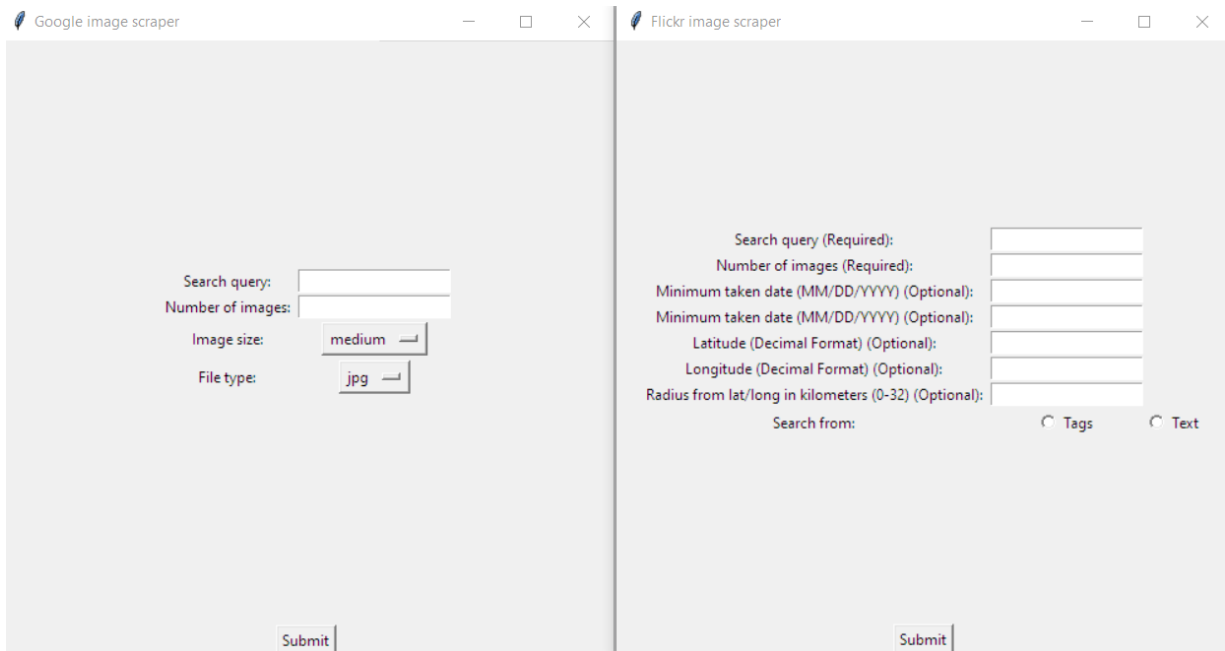 Google image scraper
Search query:
Number of images:
Image size: medium
File type: jpg
Submit
Flickr image scraper
Search query (Required):
Number of images (Required):
Minimum taken date (MM/DD/YYYY) (Optional):
Minimum taken date (MM/DD/YYYY) (Optional):
Latitude (Decimal Format) (Optional):
Longitude (Decimal Format) (Optional):
Radius from lat/long in kilometers (0-32) (Optional):
Search from: Tags Text
Submit